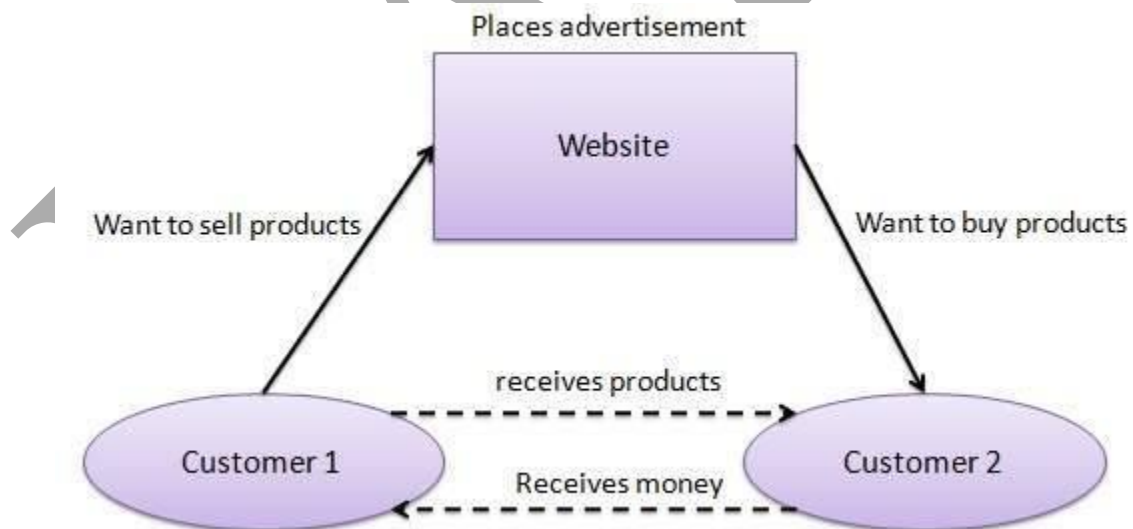 Places advertisement
Website
Want to sell products
Want to buy products
receives products
Customer 1
Customer 2
Receives money